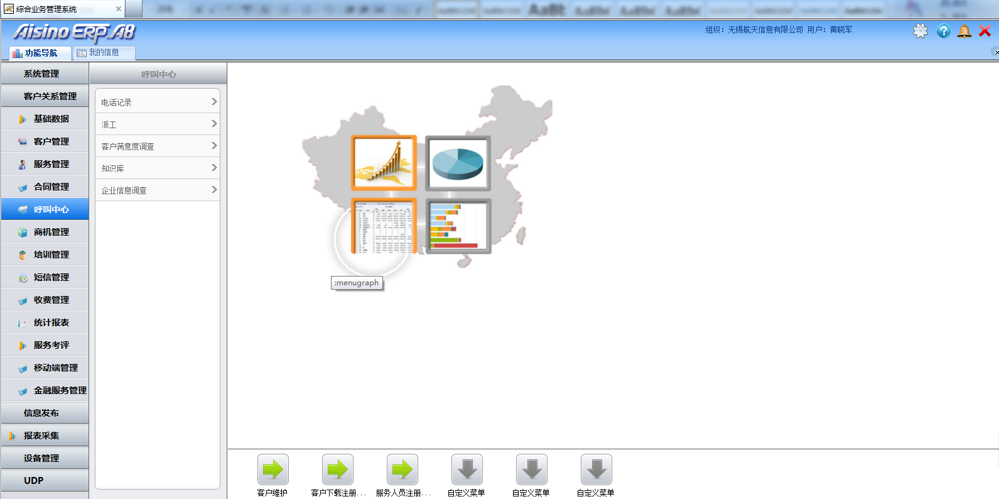 综合业务管理系统
AaBb
Aisino ERP.A8
组织：无锡航天信息有限公司 用户：黄晓军
功能导航
我的信息
系统管理
客户关系管理
基础数据
客户管理
服务管理
合同管理
呼叫中心
商机管理
培训管理
短信管理
收费管理
统计报表
服务考评
移动端管理
金融服务管理
信息发布
报表采集
设备管理
UDP
呼叫中心
电话记录
派工
客户满意度调查
知识库
企业信息调查
:menugraph
客户维护
客户下载注册...
服务人员注册...
自定义菜单
自定义菜单
自定义菜单